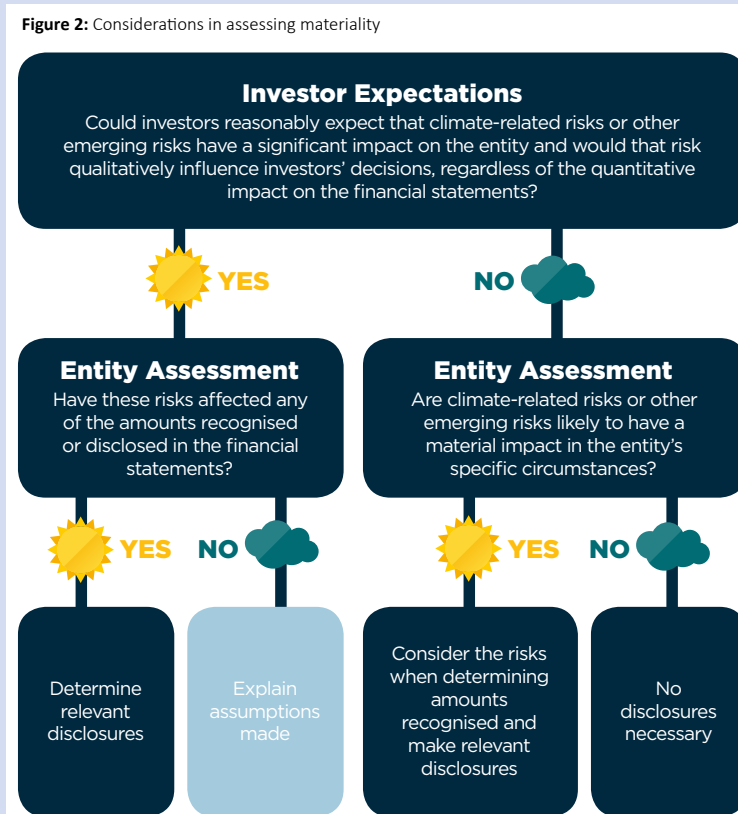 Figure 2: Considerations in assessing materiality
Investor Expectations
Could investors reasonably expect that climate-related risks or other
emerging risks have a significant impact on the entity and would that risk
qualitatively influence investors’ decisions, regardless of the quantitative
impact on the financial statements?
YES
NO
Entity Assessment
Have these risks affected any
of the amounts recognised
or disclosed in the financial
statements?
Entity Assessment
Are climate-related risks or other
emerging risks likely to have a
material impact in the entity’s
specific circumstances?
YES
NO
YES
NO
Determine
relevant
disclosures
Explain
assumptions
made
Consider the risks
when determining
amounts
recognised and
make relevant
disclosures
No
disclosures
necessary